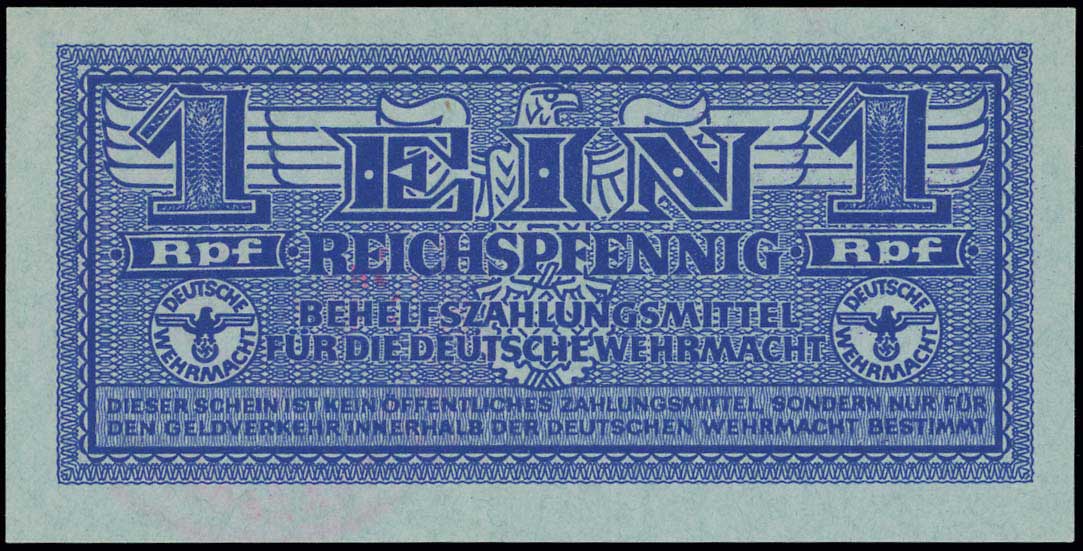 1 EIN 1
Rpf REICHSPFENNIG Rpf
BEHELFSZAHLUNGSMITTEL
FÜR DIE DEUTSCHE WEHRMACHT
DEUTSCHE WEHRMACHT
DEUTSCHE WEHRMACHT
DIESER SCHEIN IST KEIN ÖFFENTLICHES ZAHLUNGSMITTEL, SONDERN NUR FÜR
DEN GELDVERKEHR INNERHALB DER DEUTSCHEN WEHRMACHT BESTIMMT